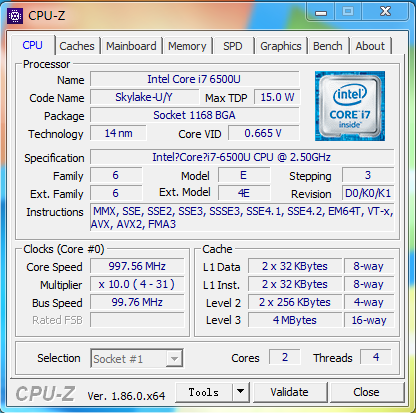 CPU-Z
CPU Caches Mainboard Memory SPD Graphics Bench About
Processor
Name Intel Core i7 6500U
Code Name Skylake-U/Y Max TDP 15.0 W
Package Socket 1168 BGA
Technology 14 nm Core VID 0.665 V
intel CORE i7 inside
Specification Intel?Core?i7-6500U CPU @ 2.50GHz
Family 6 Model E Stepping 3
Ext. Family 6 Ext. Model 4E Revision D0/K0/K1
Instructions MMX, SSE, SSE2, SSE3, SSSE3, SSE4.1, SSE4.2, EM64T, VT-x,
AVX, AVX2, FMA3
Clocks (Core #0)
Core Speed 997.56 MHz
Multiplier x 10.0 ( 4 - 31 )
Bus Speed 99.76 MHz
Rated FSB
Cache
L1 Data 2 x 32 KBytes 8-way
L1 Inst. 2 x 32 KBytes 8-way
Level 2 2 x 256 KBytes 4-way
Level 3 4 MBytes 16-way
Selection Socket #1 Cores 2 Threads 4
CPU-Z Ver. 1.86.0.x64 Tools Validate Close